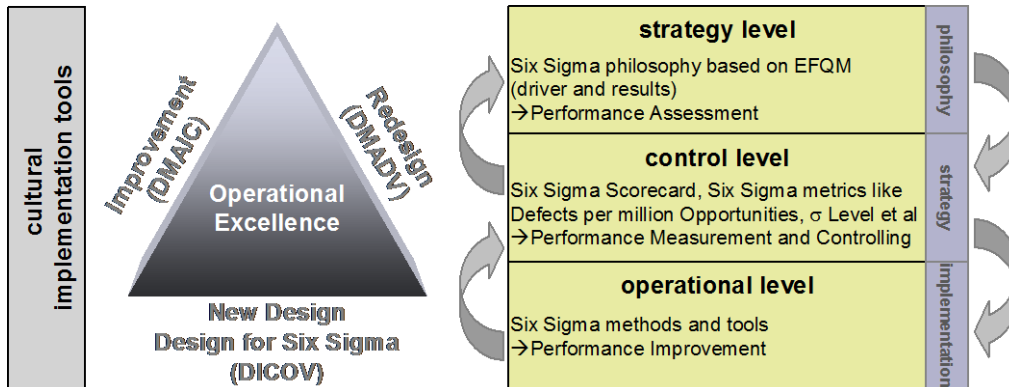 cultural
implementation tools
Improvement
(DMAIC)
Redesign
(DMADV)
Operational
Excellence
New Design
Design for Six Sigma
(DICOV)
strategy level
Six Sigma philosophy based on EFQM
(driver and results)
→Performance Assessment
philosophy
control level
Six Sigma Scorecard, Six Sigma metrics like
Defects per million Opportunities, σ Level et al
→Performance Measurement and Controlling
strategy
operational level
Six Sigma methods and tools
→Performance Improvement
implementation